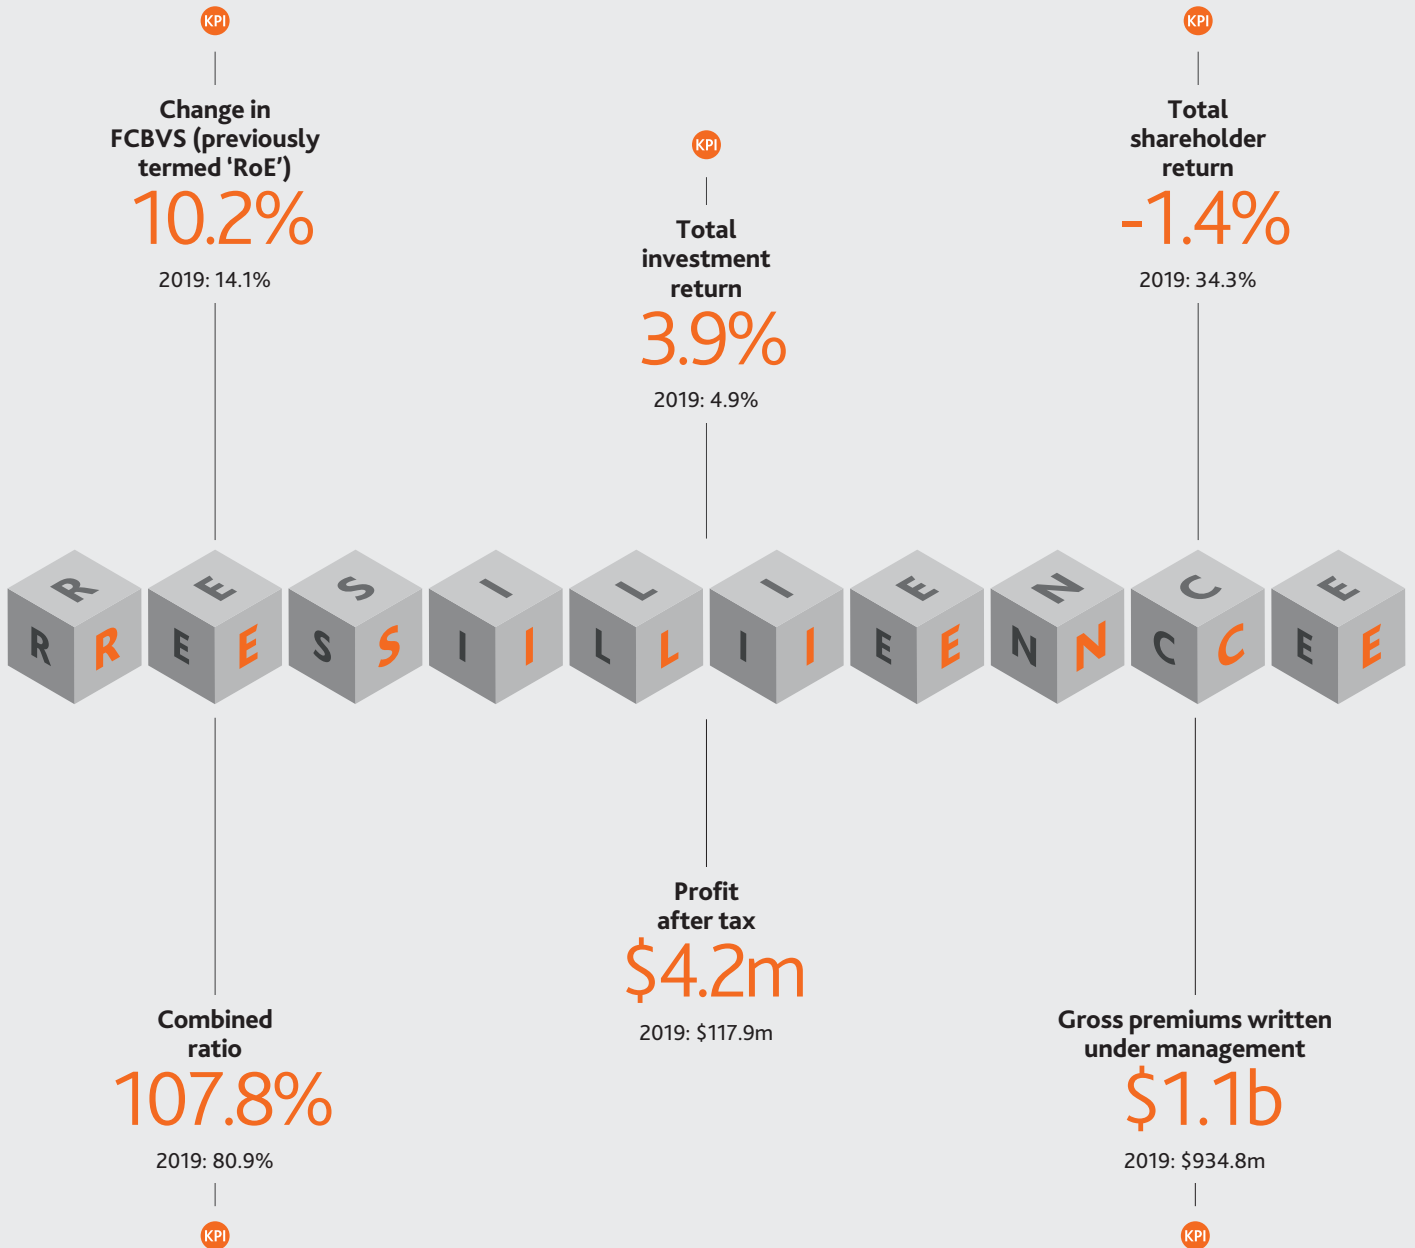 KPI
Change in
FCBVS (previously
termed ‘RoE’)
10.2%
2019: 14.1%
KPI
Total
investment
return
3.9%
2019: 4.9%
KPI
Total
shareholder
return
-1.4%
2019: 34.3%
R E S I L I E N C E
R R E E S S I I L L I I E E N N C C E E
Combined
ratio
107.8%
2019: 80.9%
KPI
Profit
after tax
$4.2m
2019: $117.9m
Gross premiums written
under management
$1.1b
2019: $934.8m
KPI